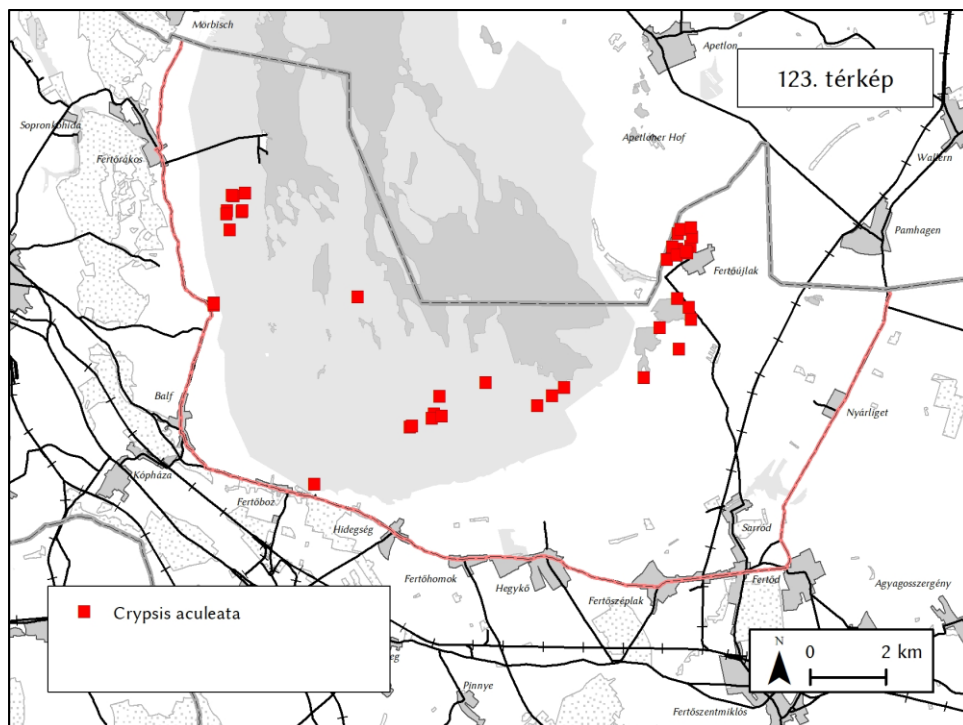 Mörbisch
Apetlon
123. térkép
Sopronkőhida
Fertőrákos
Apetloner Hof
Wallern
Pamhagen
Fertőújlak
Balf
Nyárliget
Kópháza
Fertőboz
Hidegség
Sarród
Fertőhomok
Hegykő
Fertőszéplak
Fertőd
Agyagosszergény
Crypsis aculeata
N
0 2 km
Pinnye
Fertőszentmiklós